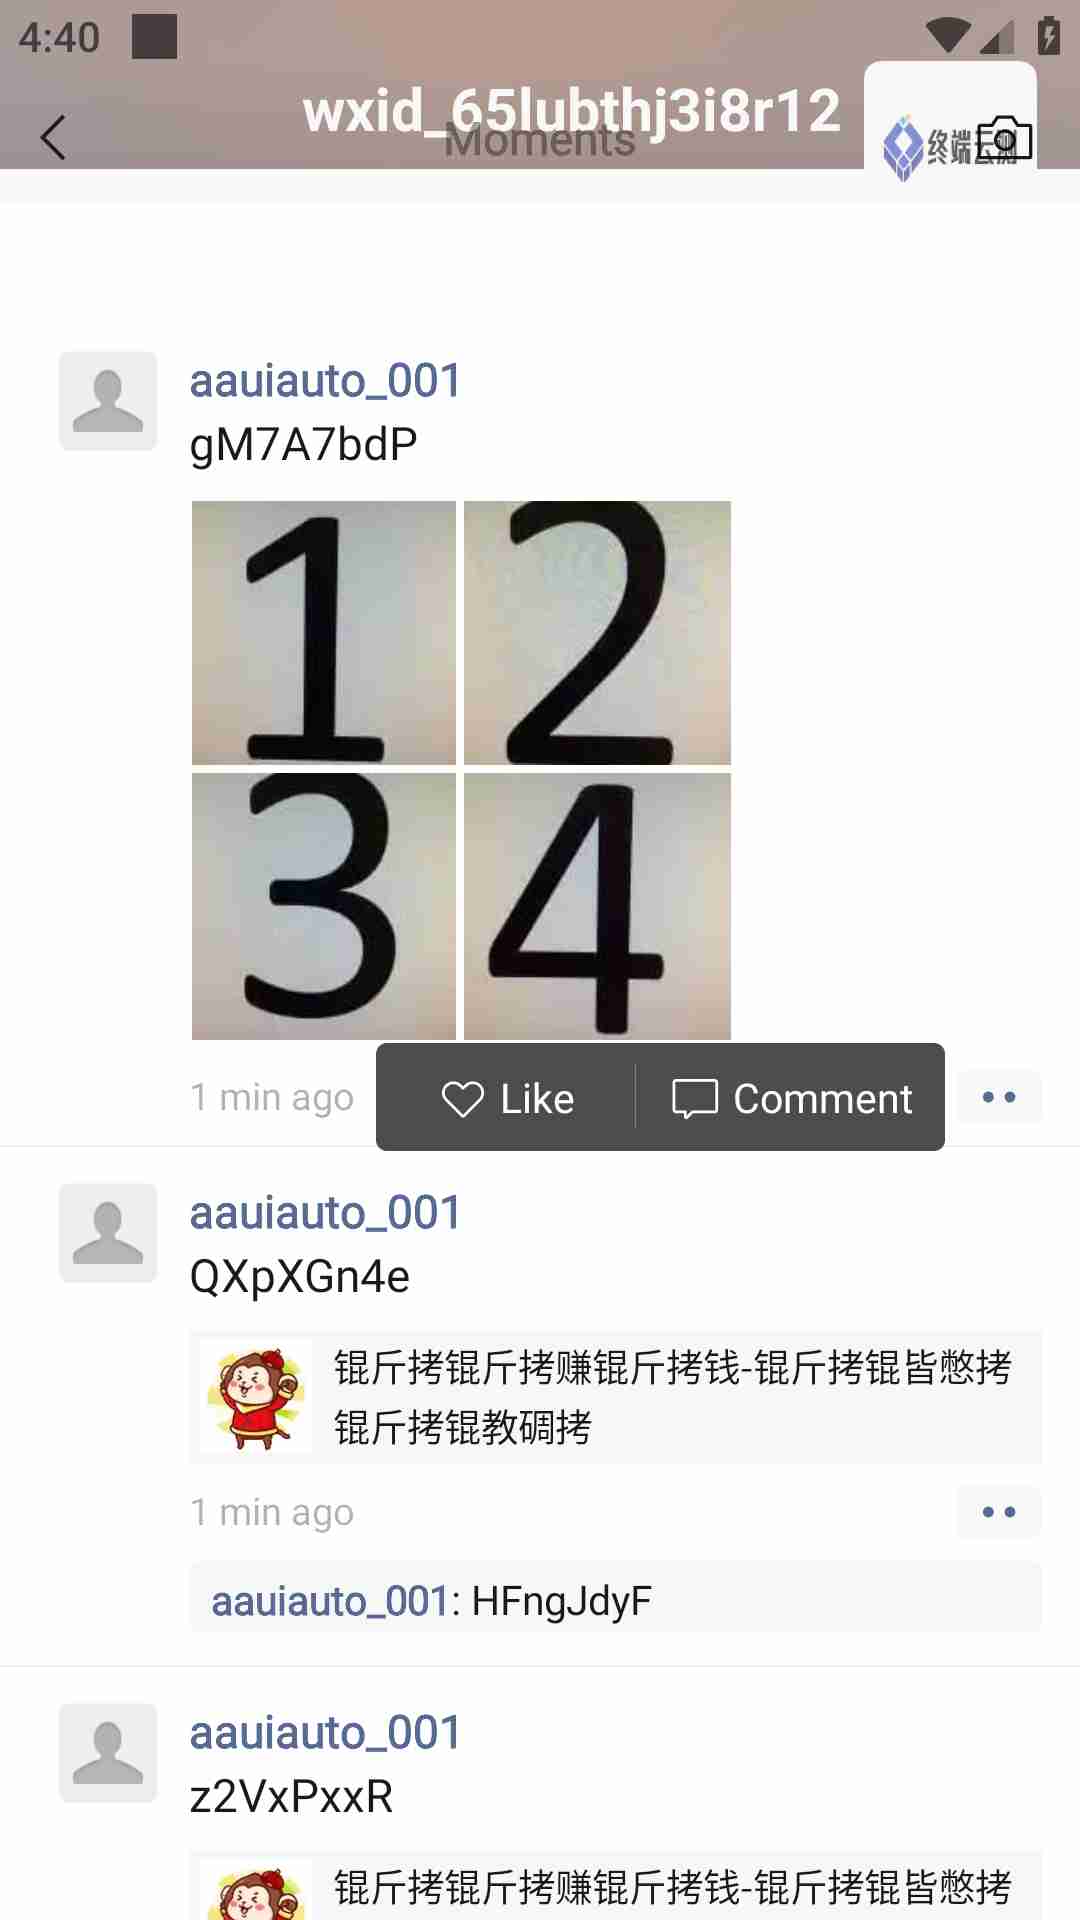 4:40
wxid_65lubthj3i8r12
Moments
终端云测
aauiauto_001
gM7A7bdP
1 2
3 4
1 min ago
Like
Comment
aauiauto_001
QXpXGn4e
锟斤拷锟斤拷赚锟斤拷钱-锟斤拷锟皆憋拷
锟斤拷锟教碉拷
1 min ago
aauiauto_001: HFngJdyF
aauiauto_001
z2VxPxxR
锟斤拷锟斤拷赚锟斤拷钱-锟斤拷锟皆憋拷